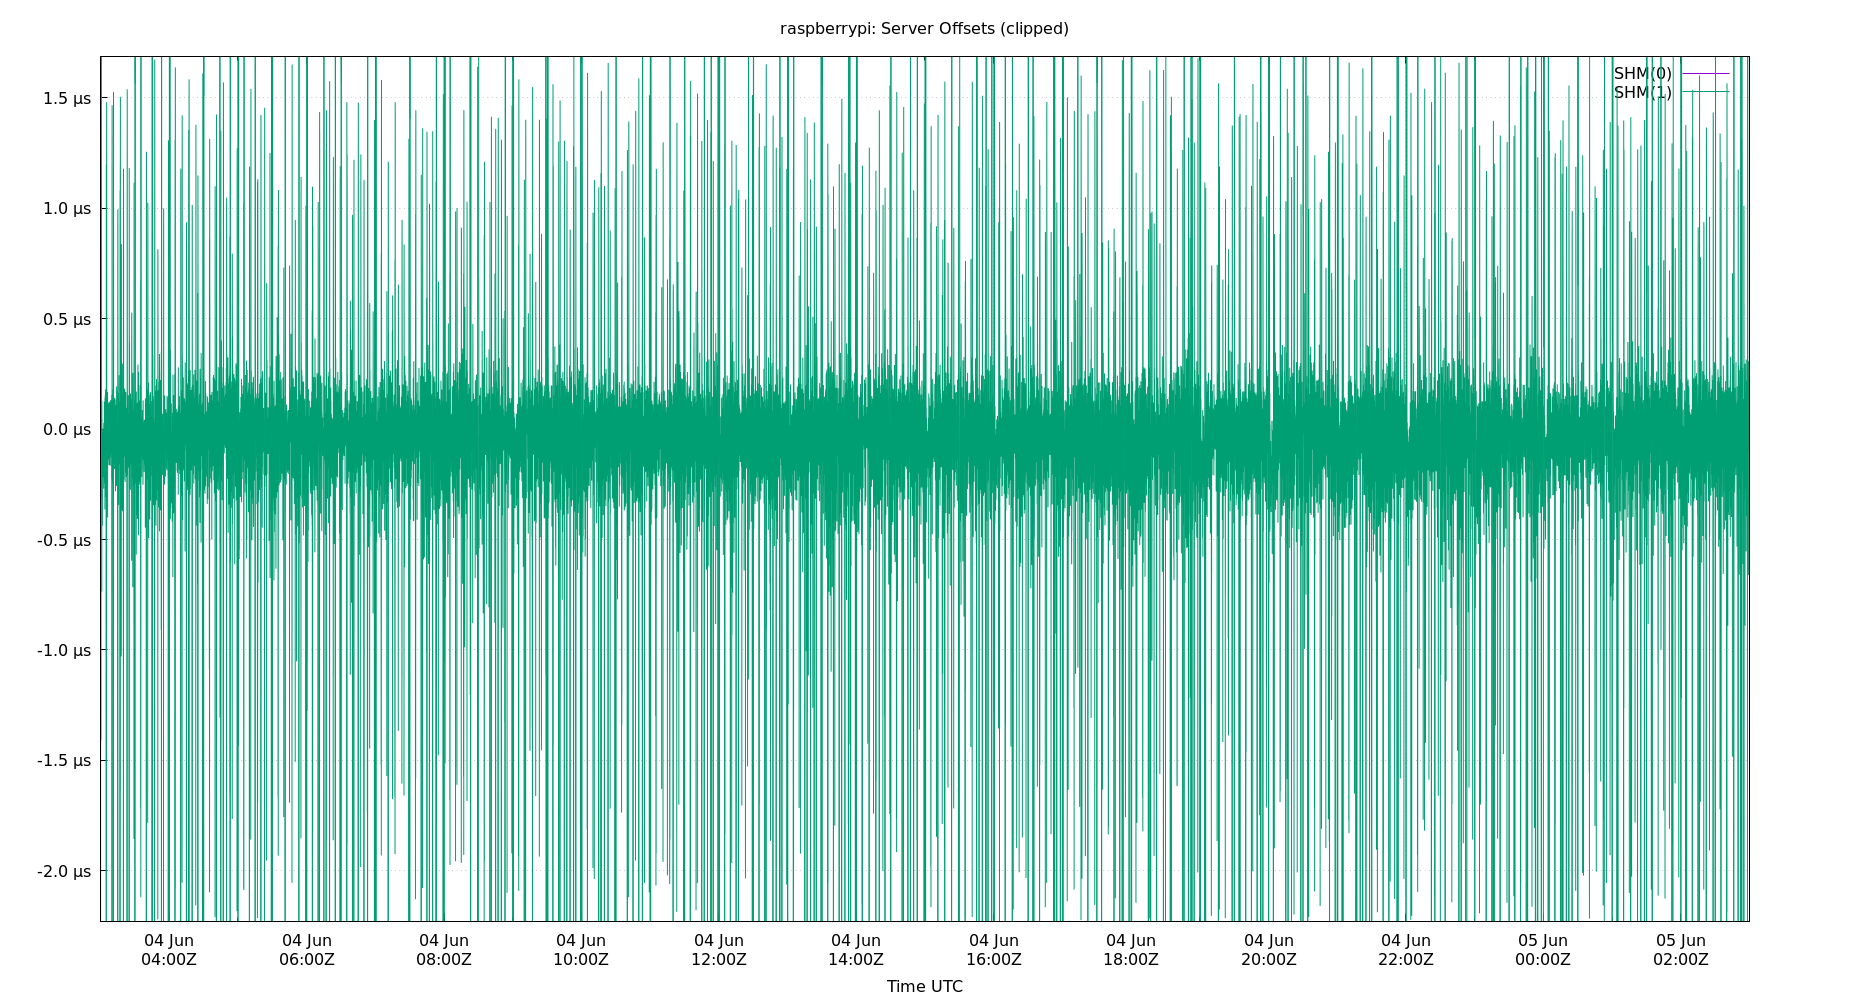 raspberrypi: Server Offsets (clipped)
SHM(0)
SHM(1)
1.5 μs
1.0 μs
0.5 μs
0.0 μs
-0.5 μs
-1.0 μs
-1.5 μs
-2.0 μs
04 Jun 04 Jun 04 Jun 04 Jun 04 Jun 04 Jun 04 Jun 04 Jun 04 Jun 04 Jun 05 Jun 05 Jun
04:00Z 06:00Z 08:00Z 10:00Z 12:00Z 14:00Z 16:00Z 18:00Z 20:00Z 22:00Z 00:00Z 02:00Z
Time UTC